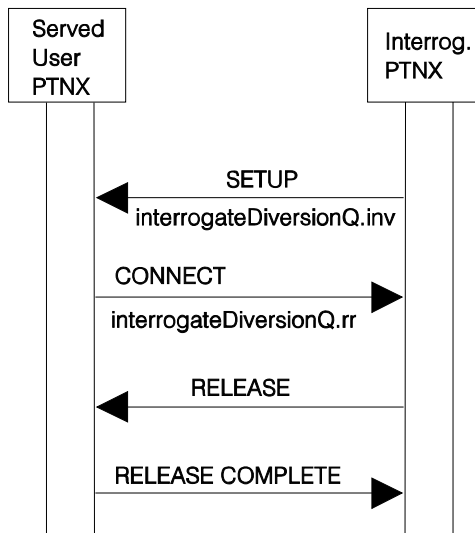 Served
User
PTNX
Interrog.
PTNX
SETUP
interrogateDiversionQ.inv
CONNECT
interrogateDiversionQ.rr
RELEASE
RELEASE COMPLETE